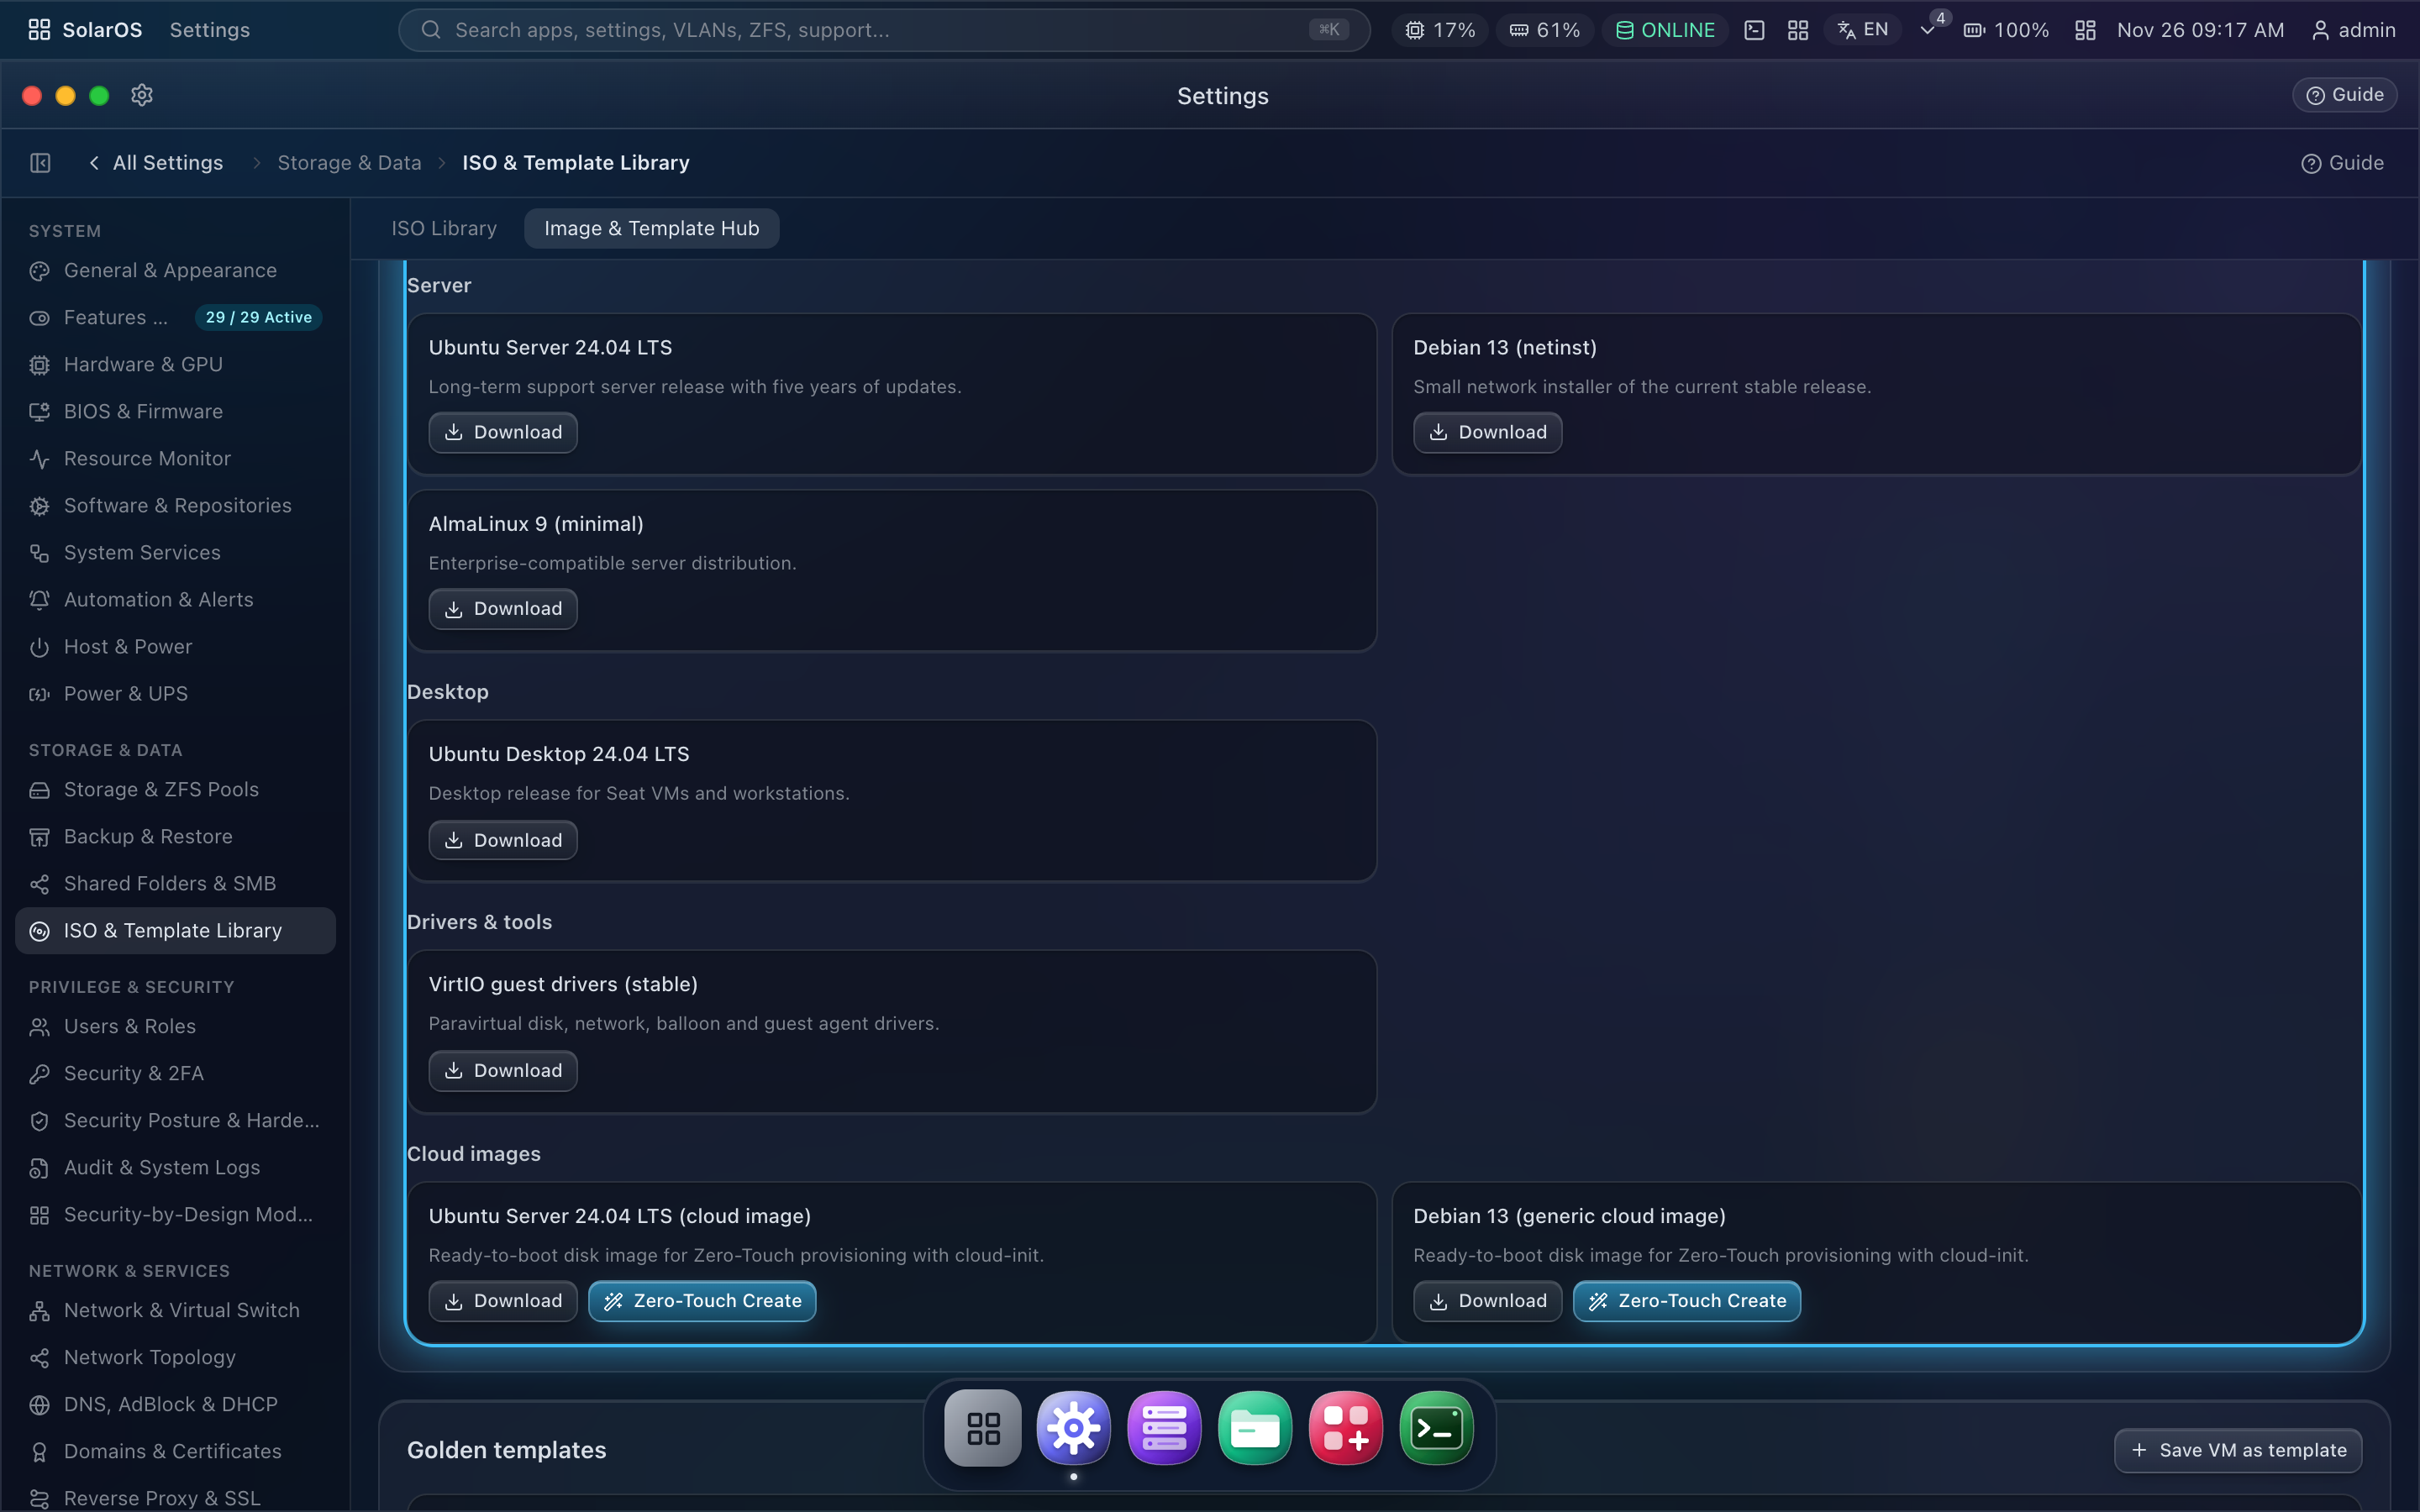 SolarOS Settings Search apps, settings, VLANs, ZFS, support... ⌘K 17% 61% ONLINE EN 4 100% Nov 26 09:17 AM admin
Settings Guide
All Settings Storage & Data ISO & Template Library Guide
ISO Library Image & Template Hub
SYSTEM
General & Appearance
Features ... 29 / 29 Active
Hardware & GPU
BIOS & Firmware
Resource Monitor
Software & Repositories
System Services
Automation & Alerts
Host & Power
Power & UPS
STORAGE & DATA
Storage & ZFS Pools
Backup & Restore
Shared Folders & SMB
ISO & Template Library
PRIVILEGE & SECURITY
Users & Roles
Security & 2FA
Security Posture & Harde...
Audit & System Logs
Security-by-Design Mod...
NETWORK & SERVICES
Network & Virtual Switch
Network Topology
DNS, AdBlock & DHCP
Domains & Certificates
Reverse Proxy & SSL
Server
Ubuntu Server 24.04 LTS
Long-term support server release with five years of updates.
Download
Debian 13 (netinst)
Small network installer of the current stable release.
Download
AlmaLinux 9 (minimal)
Enterprise-compatible server distribution.
Download
Desktop
Ubuntu Desktop 24.04 LTS
Desktop release for Seat VMs and workstations.
Download
Drivers & tools
VirtIO guest drivers (stable)
Paravirtual disk, network, balloon and guest agent drivers.
Download
Cloud images
Ubuntu Server 24.04 LTS (cloud image)
Ready-to-boot disk image for Zero-Touch provisioning with cloud-init.
Download Zero-Touch Create
Debian 13 (generic cloud image)
Ready-to-boot disk image for Zero-Touch provisioning with cloud-init.
Download Zero-Touch Create
Golden templates
Save VM as template